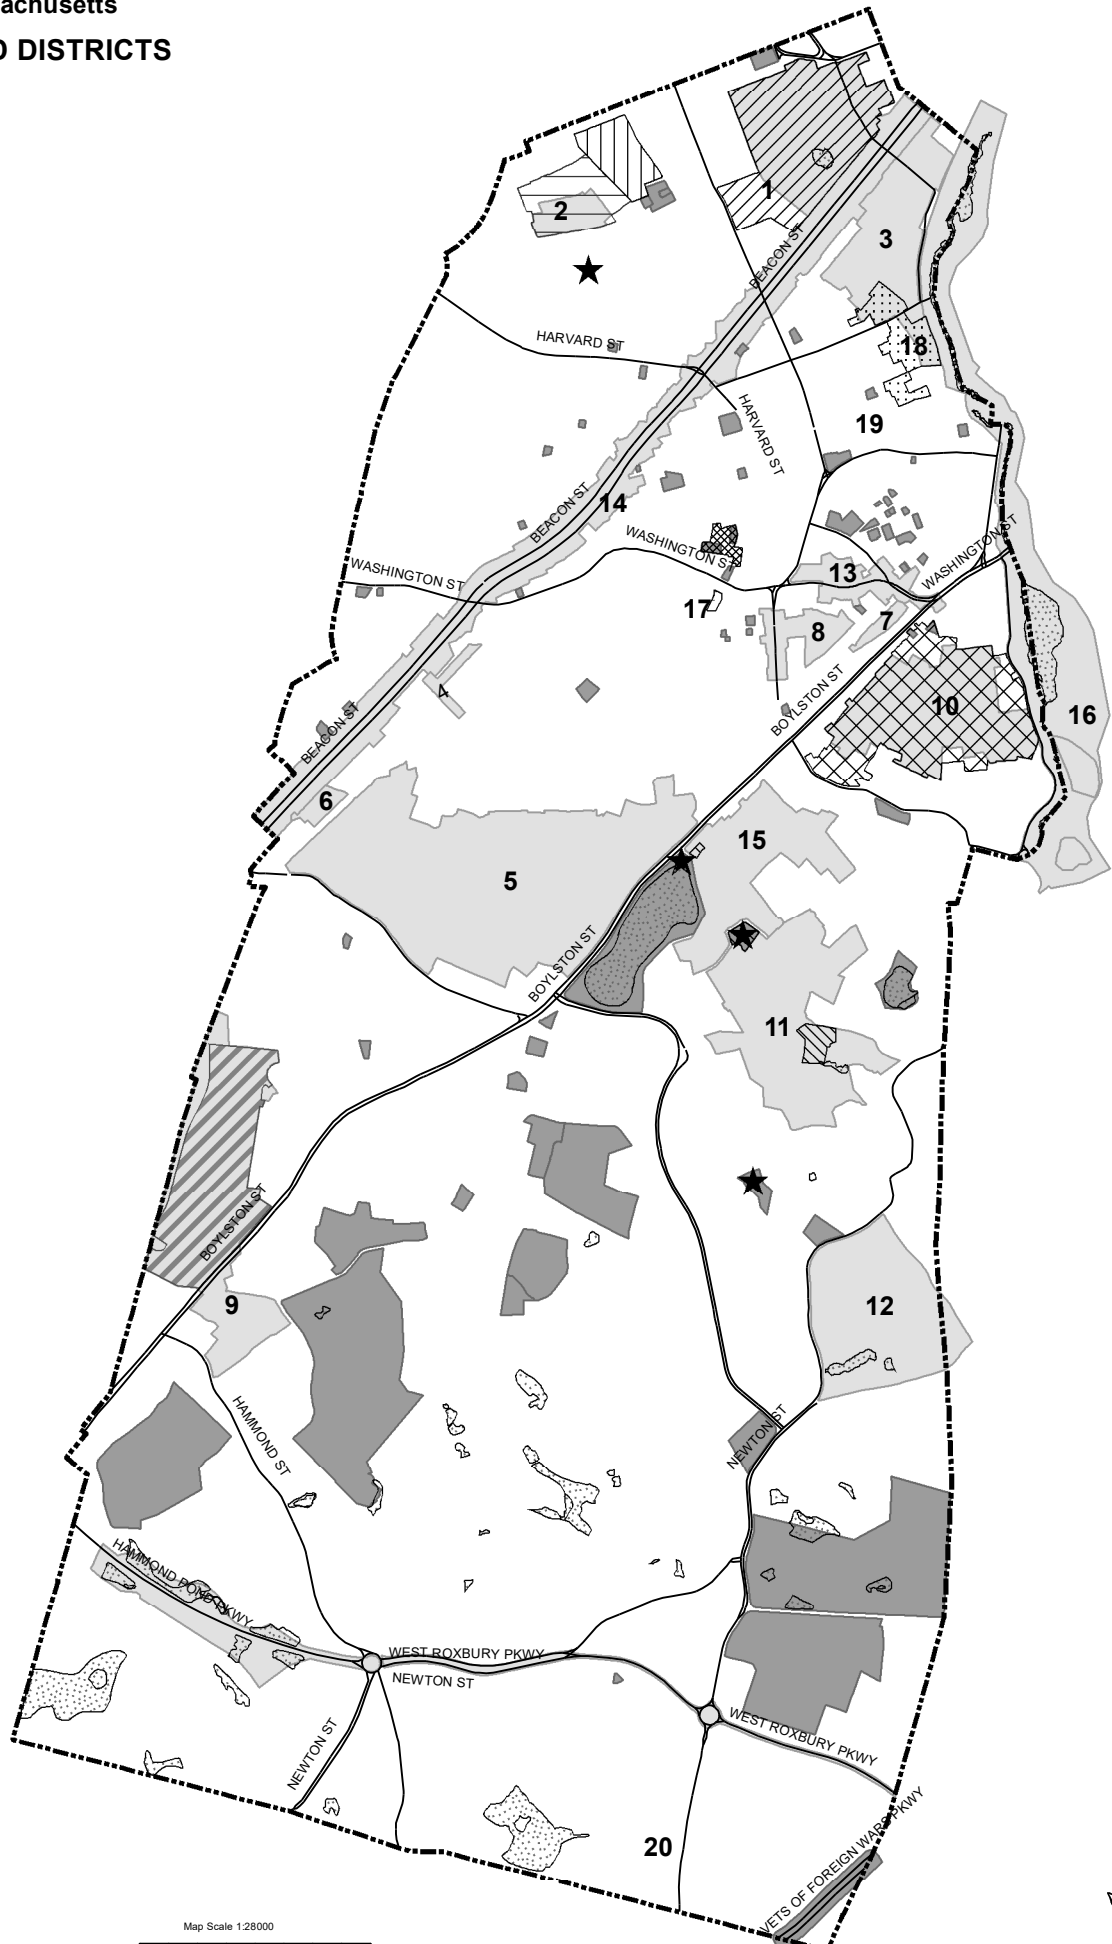 achusetts
D DISTRICTS
1
2
BEACON ST
3
HARVARD ST
18
HARVARD ST
19
14
BEACON ST
WASHINGTON ST
WASHINGTON ST
WASHINGTON ST
13
17
8
7
4
BOYLSTON ST
10
16
BEACON ST
6
15
5
BOYLSTON ST
11
BOYLSTON ST
9
12
HAMMOND ST
NEWTON ST
HAMMOND POND PKWY
WEST ROXBURY PKWY
NEWTON ST
WEST ROXBURY PKWY
NEWTON ST
20
VETS OF FOREIGN WARS PKWY
Map Scale 1:28000